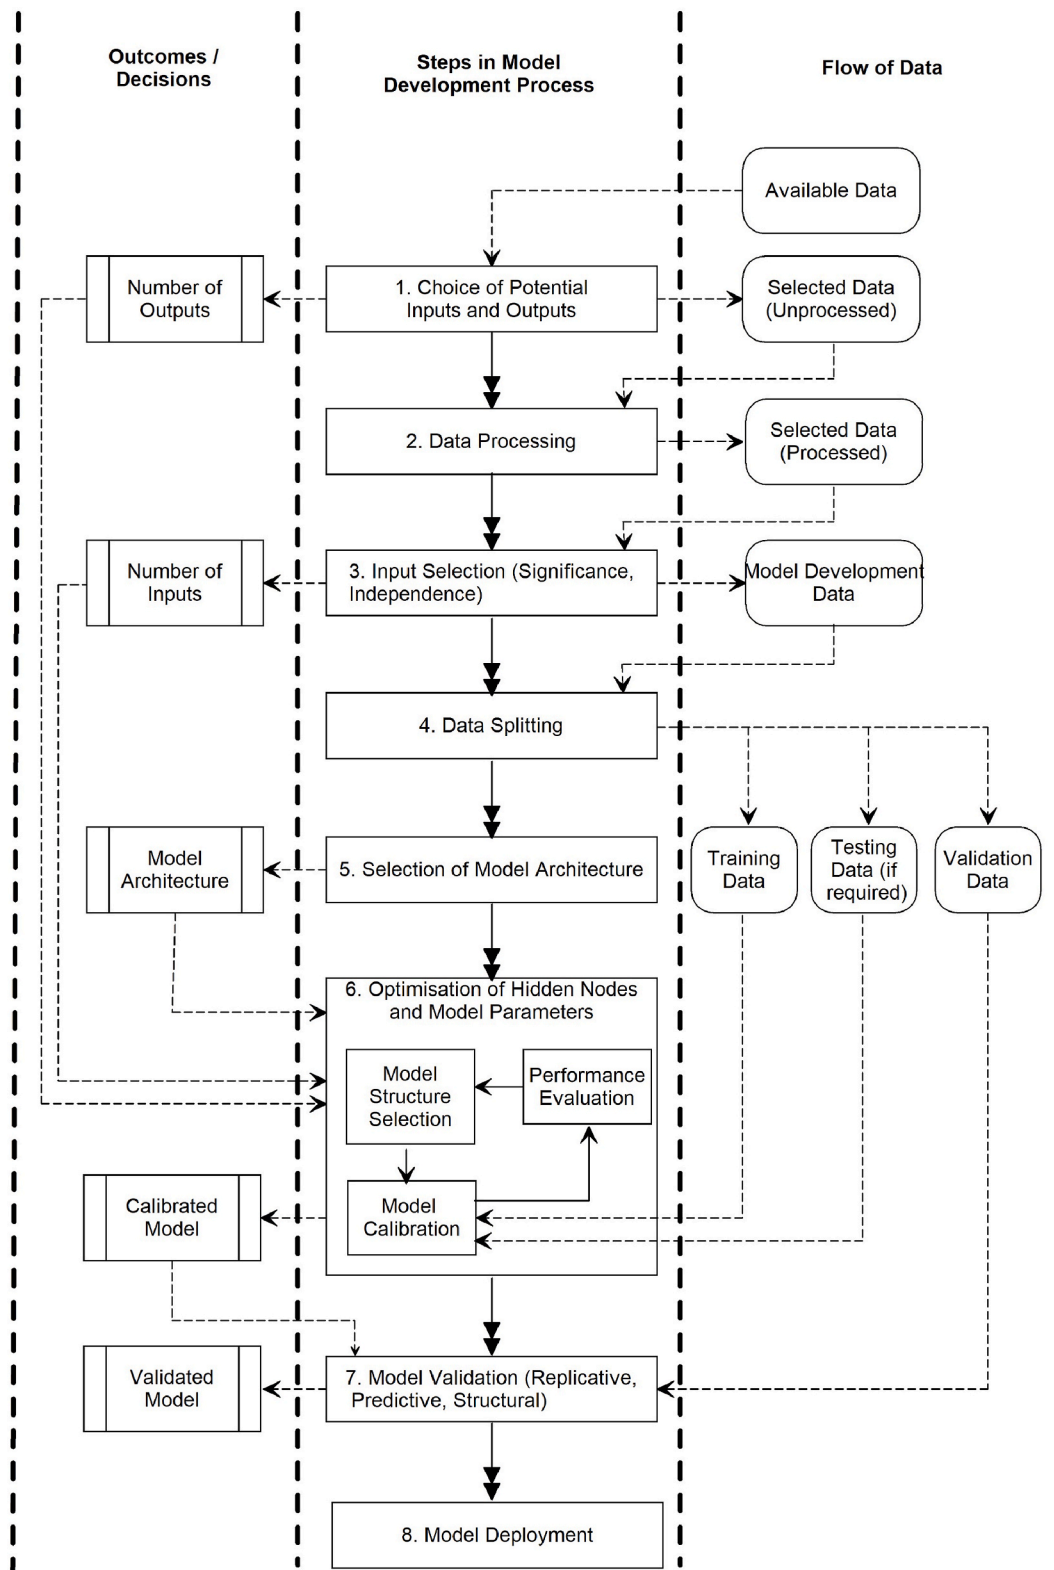 Outcomes /
Decisions
Steps in Model
Development Process
Flow of Data
Available Data
Number of
Outputs
1. Choice of Potential
Inputs and Outputs
Selected Data
(Unprocessed)
2. Data Processing
Selected Data
(Processed)
Number of
Inputs
3. Input Selection (Significance,
Independence)
Model Development
Data
4. Data Splitting
Model
Architecture
5. Selection of Model Architecture
Training
Data
Testing
Data (if
required)
Validation
Data
6. Optimisation of Hidden Nodes
and Model Parameters
Model
Structure
Selection
Performance
Evaluation
Calibrated
Model
Model
Calibration
Validated
Model
7. Model Validation (Replicative,
Predictive, Structural)
8. Model Deployment